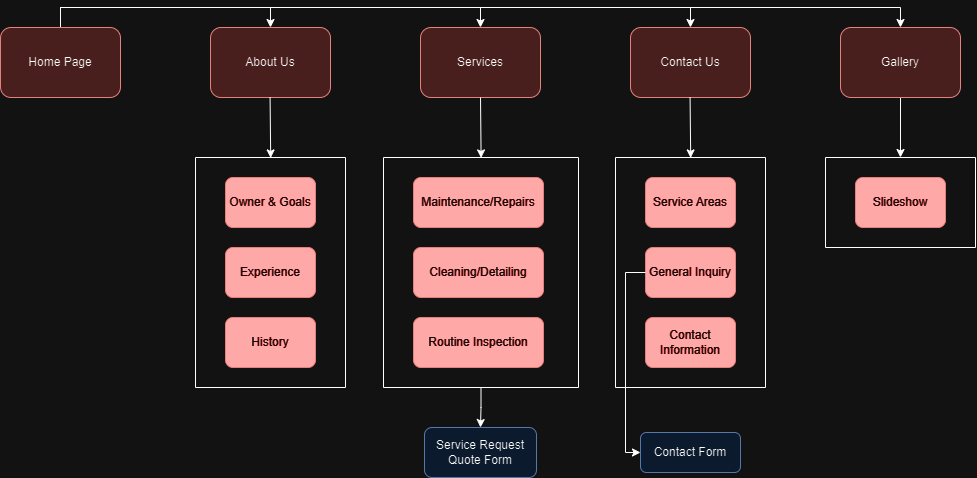 Home Page
About Us
Services
Contact Us
Gallery
Owner & Goals
Experience
History
Maintenance/Repairs
Cleaning/Detailing
Routine Inspection
Service Request
Quote Form
Service Areas
General Inquiry
Contact
Information
Contact Form
Slideshow